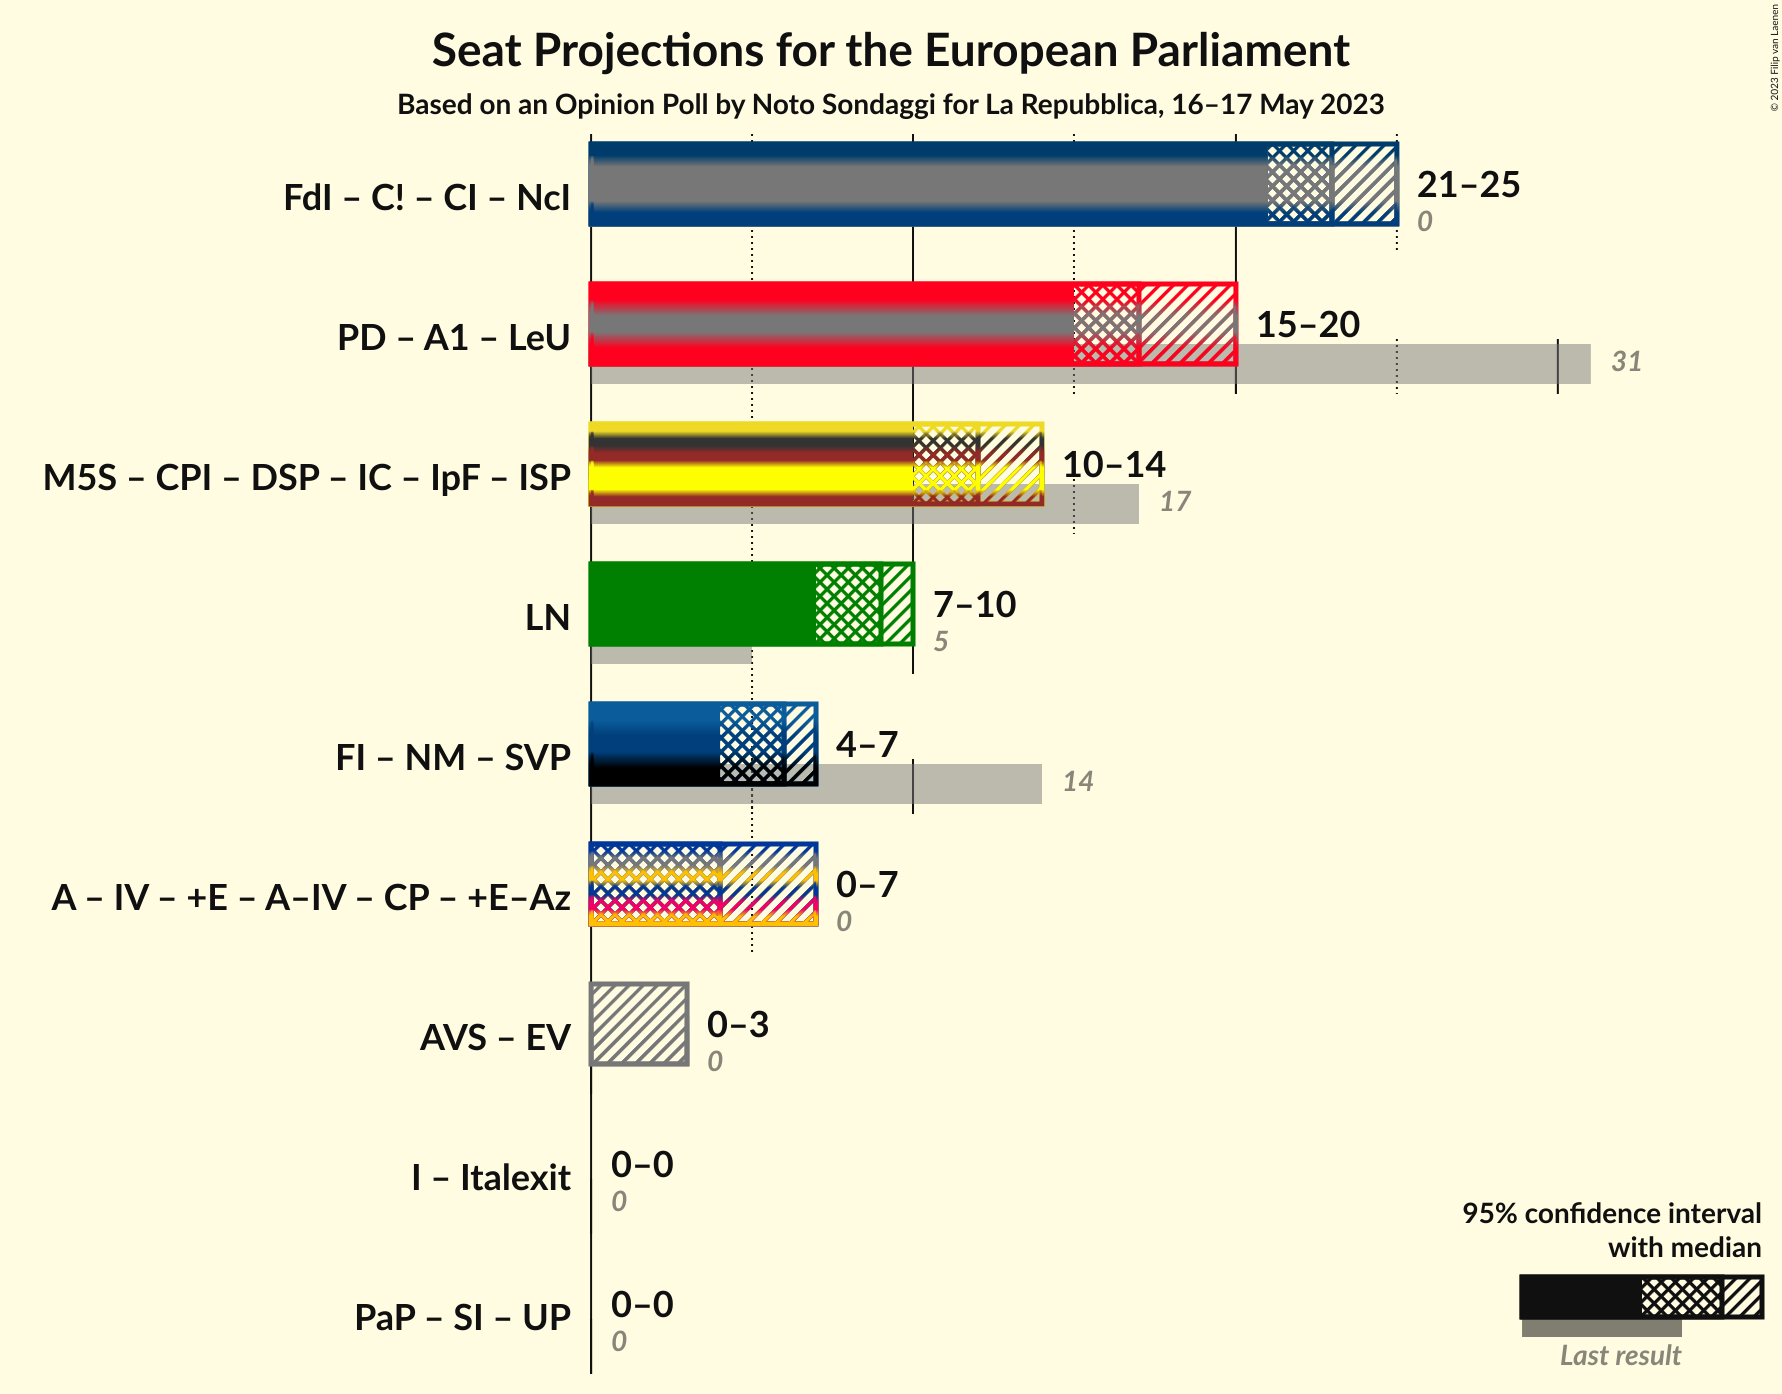 Seat Projections for the European Parliament
Based on an Opinion Poll by Noto Sondaggi for La Repubblica, 16–17 May 2023
© 2023 Filip van Laenen
FdI – C! – CI – NcI
21–25
0
PD – A1 – LeU
15–20
31
M5S – CPI – DSP – IC – IpF – ISP
10–14
17
LN
7–10
5
FI – NM – SVP
4–7
14
A – IV – +E – A–IV – CP – +E–Az
0–7
0
AVS – EV
0–3
0
I – Italexit
0–0
0
PaP – SI – UP
0–0
0
95% confidence interval
with median
Last result